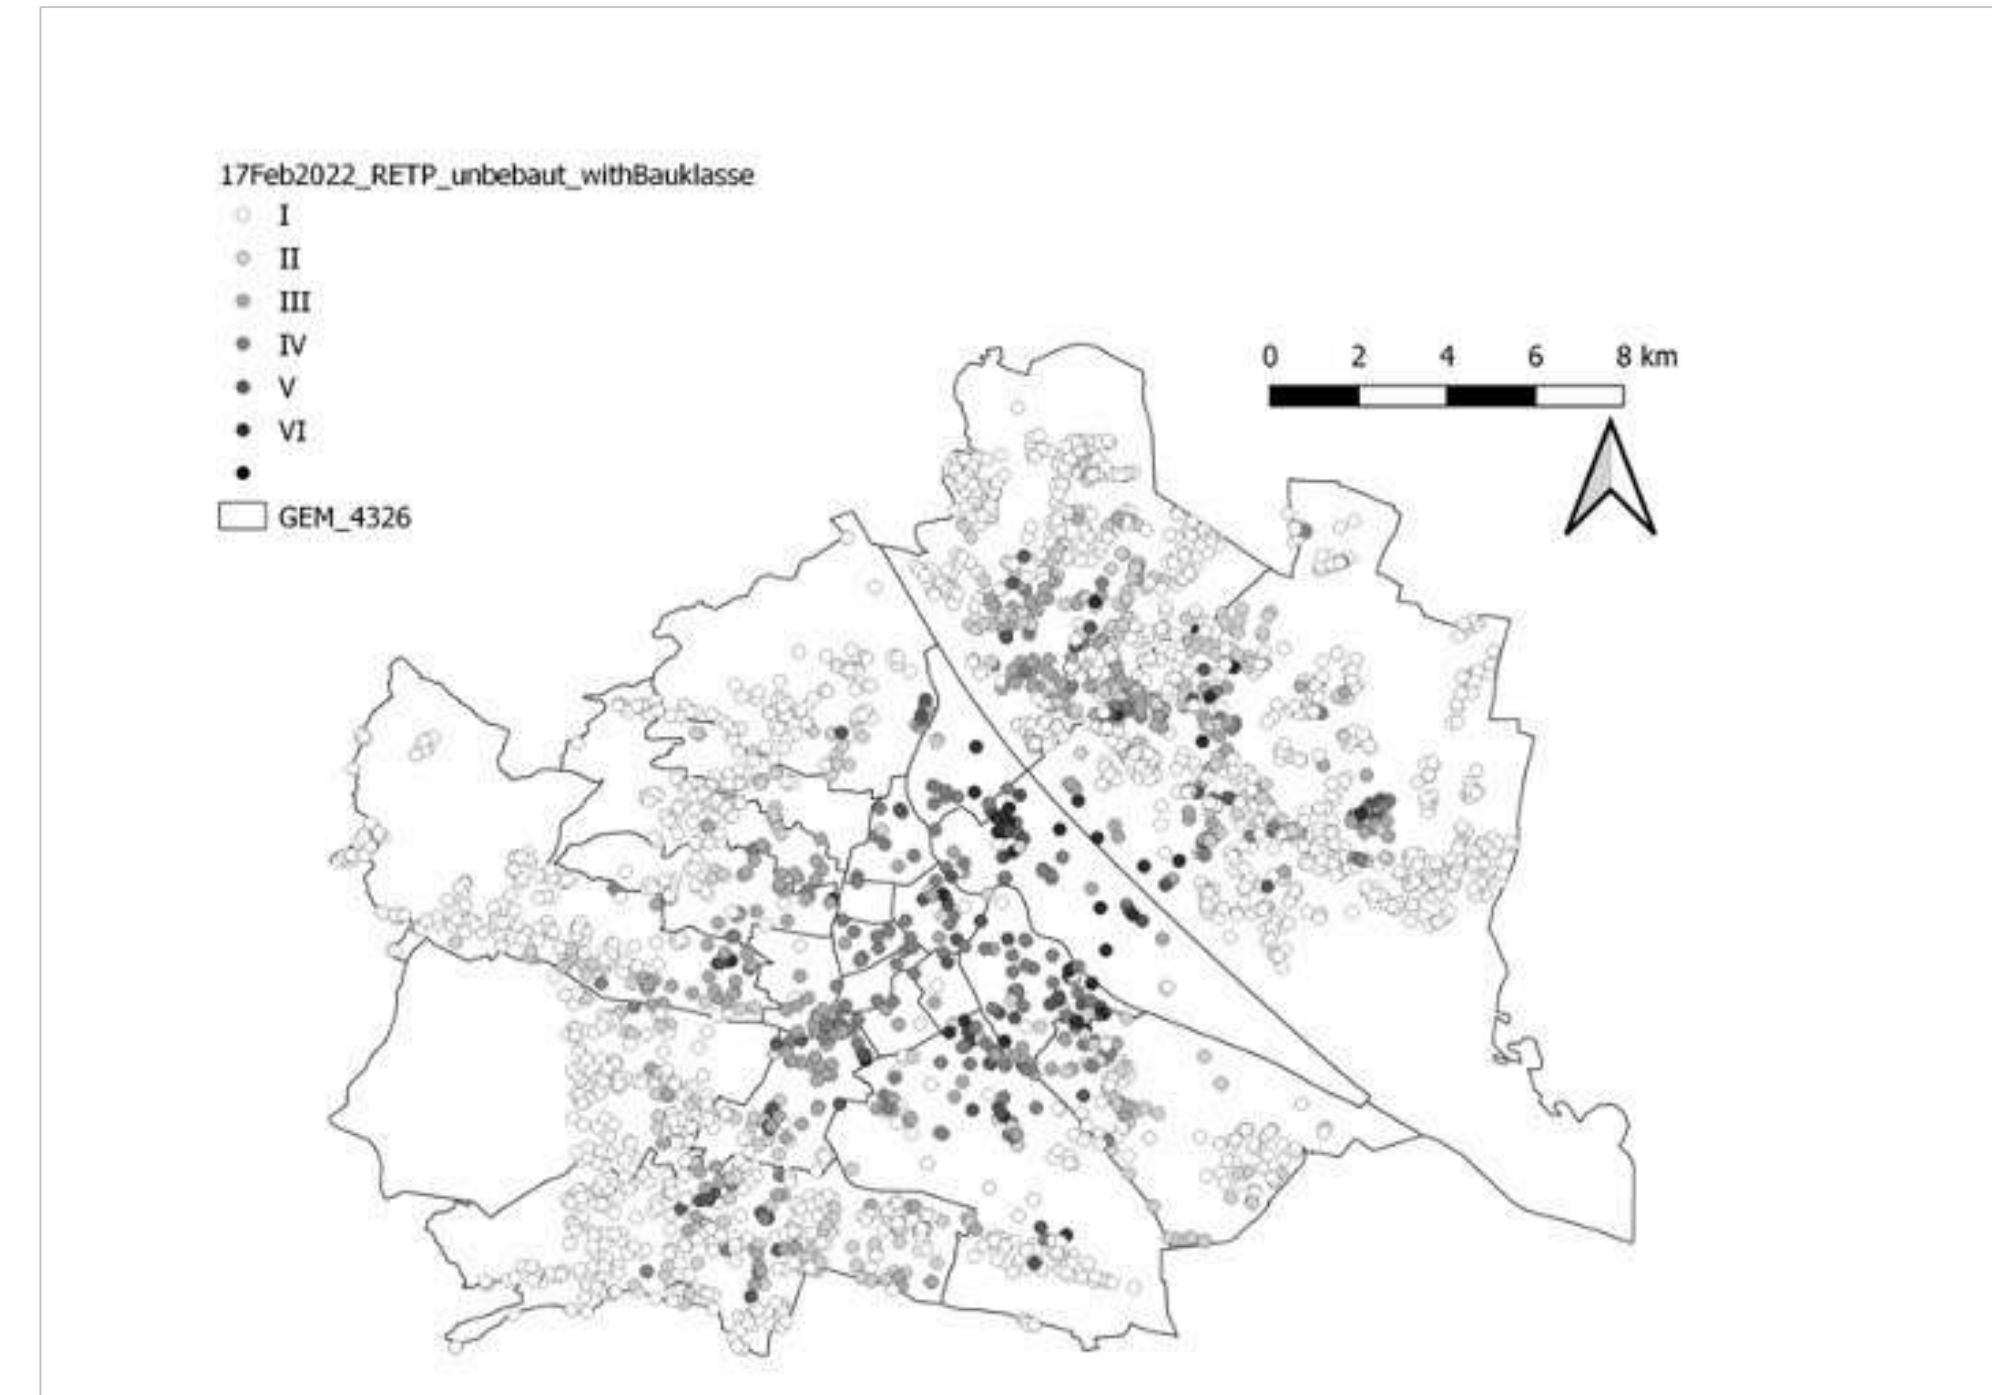 17Feb2022_RETP_unbebaut_withBauklasse
I
II
III
IV
V
VI
GEM_4326
0 2 4 6 8 km